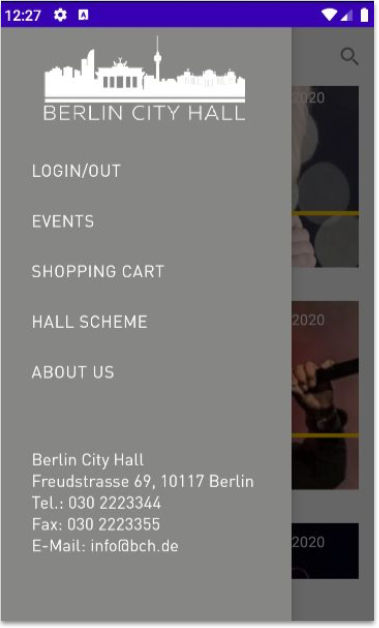 12:27
BERLIN CITY HALL
2020
LOGIN/OUT
EVENTS
SHOPPING CART
HALL SCHEME
2020
ABOUT US
Berlin City Hall
Freudstrasse 69, 10117 Berlin
Tel.: 030 2223344
Fax: 030 2223355
E-Mail: info@bch.de
2020